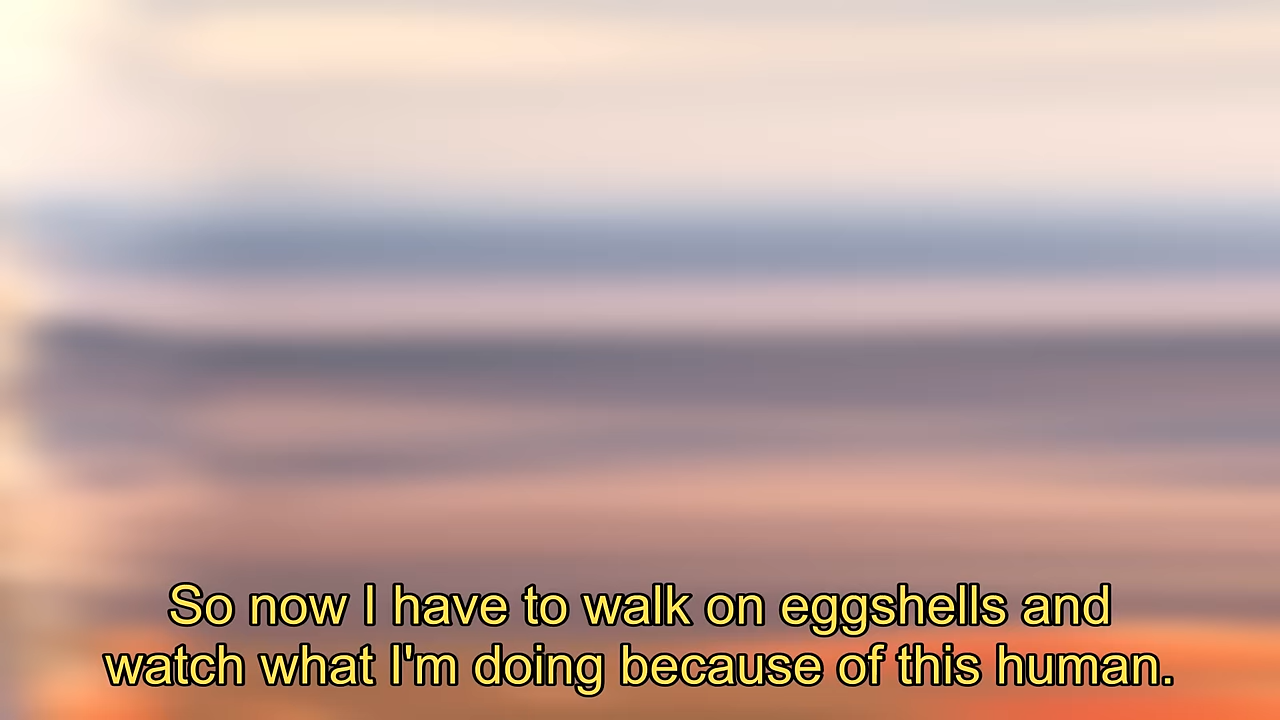 So now I have to walk on eggshells and
watch what I'm doing because of this human.